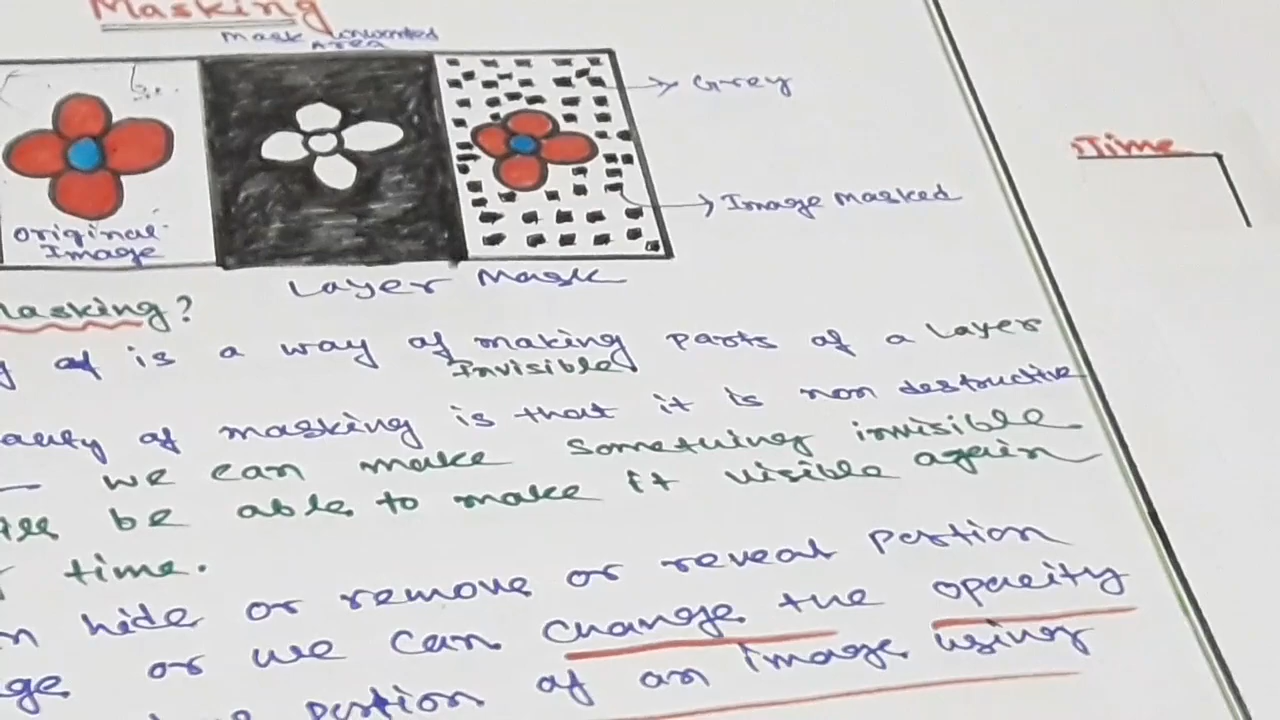 Masking
Mask unwanted
Area
Grey
Time
Image Masked
Original
Image
Layer Mask
Masking?
is a way of making parts of a Layer
Invisible
of masking is that it is non destructive
we can make something invisible
be able to make it visible again
time.
hide or remove or reveal portion
or we can change the opacity
portion of an image using